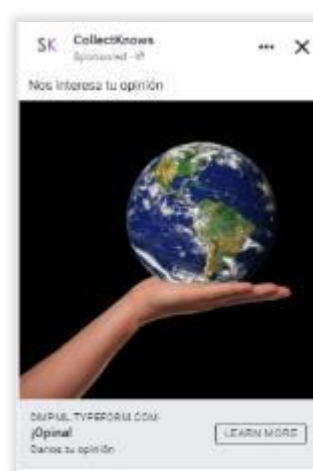 SK CollectKnows
Sponsored
Nos interesa tu opinión
TYPEFORM.COM
¡Opina!
LEARN MORE
Danos tu opinión